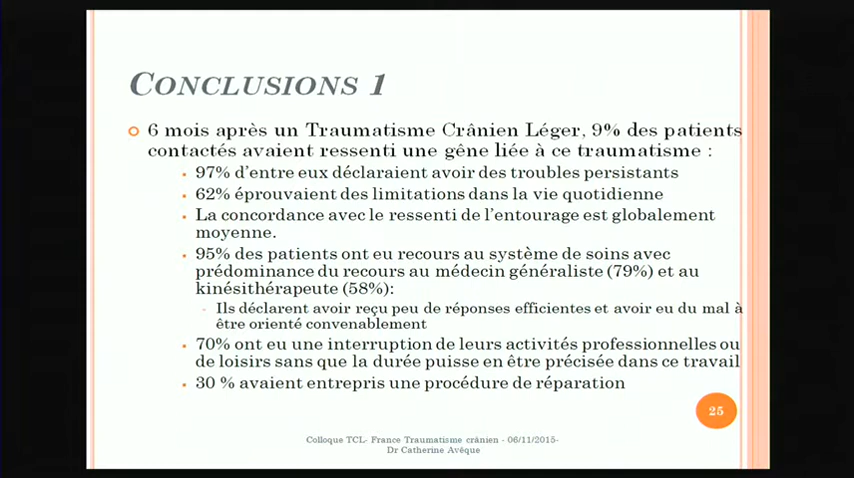 CONCLUSIONS 1
6 mois après un Traumatisme Crânien Léger, 9% des patients
contactés avaient ressenti une gêne liée à ce traumatisme :
97% d'entre eux déclaraient avoir des troubles persistants
62% éprouvaient des limitations dans la vie quotidienne
La concordance avec le ressenti de l'entourage est globalement
moyenne.
95% des patients ont eu recours au système de soins avec
prédominance du recours au médecin généraliste (79%) et au
kinésithérapeute (58%):
Ils déclarent avoir reçu peu de réponses efficientes et avoir eu du mal à
être orienté convenablement
70% ont eu une interruption de leurs activités professionnelles ou
de loisirs sans que la durée puisse en être précisée dans ce travail
30 % avaient entrepris une procédure de réparation
25
Colloque TCL- France Traumatisme crânien - 06/11/2015-
Dr Catherine Avéque